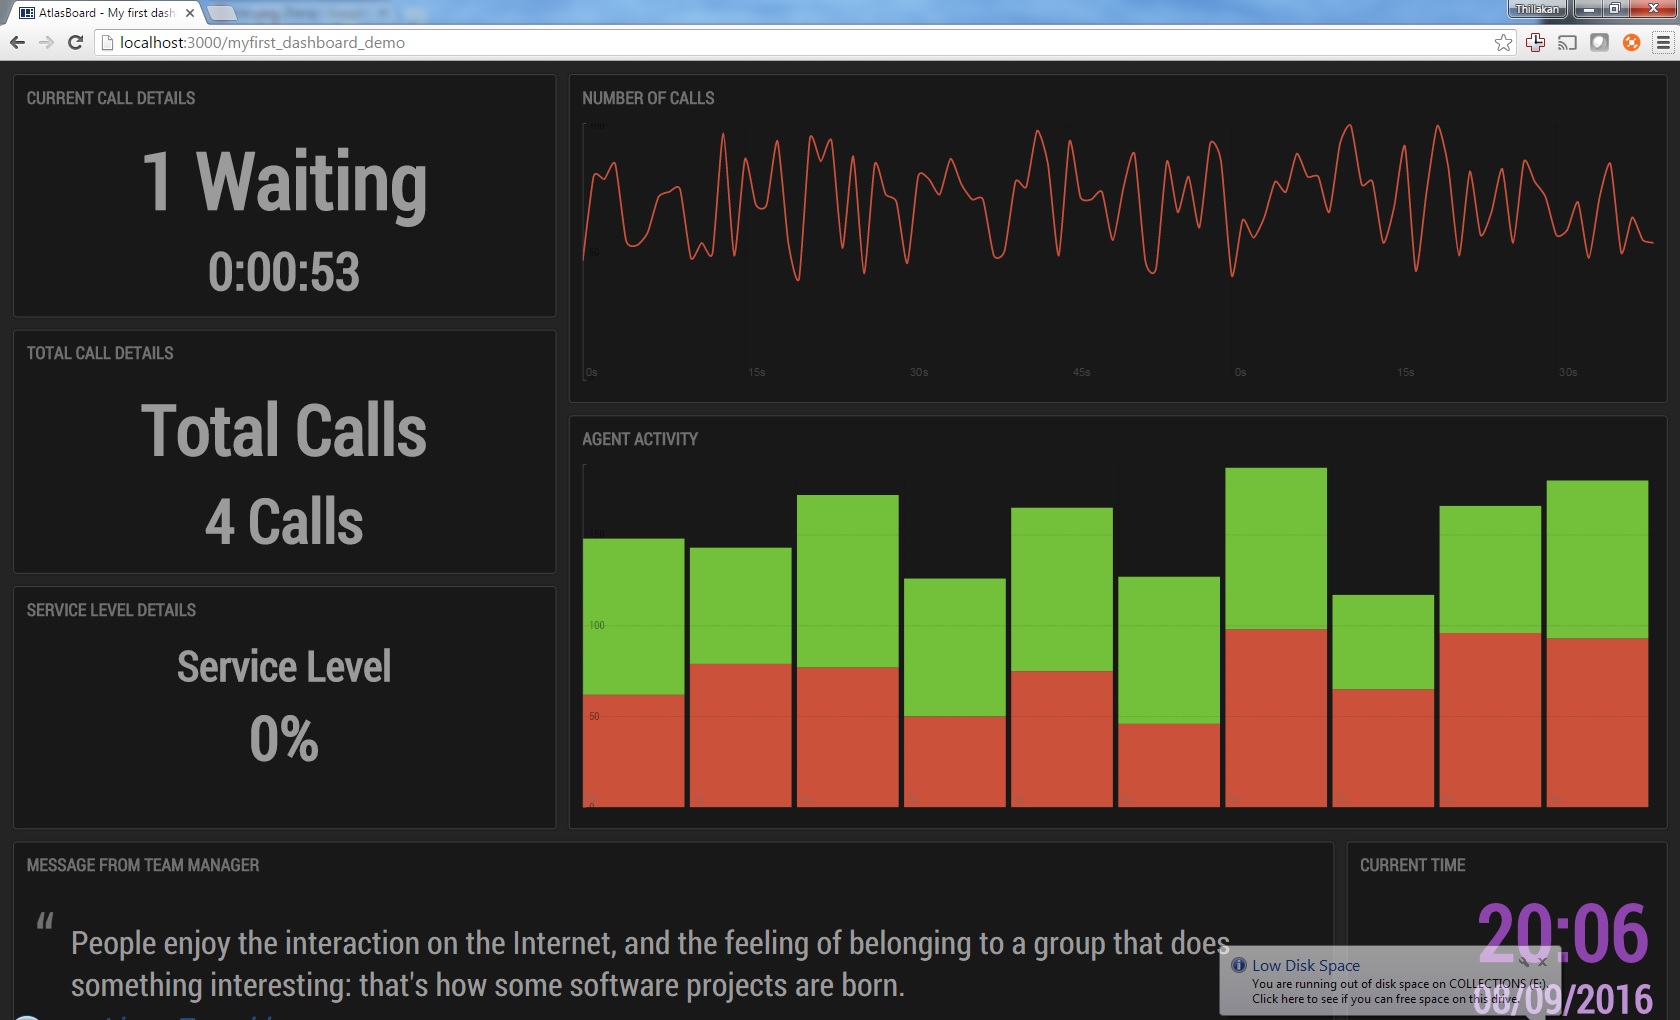 AtlasBoard - My first dash
Thillakan
localhost:3000/myfirst_dashboard_demo
CURRENT CALL DETAILS
1 Waiting
0:00:53
TOTAL CALL DETAILS
Total Calls
4 Calls
SERVICE LEVEL DETAILS
Service Level
0%
NUMBER OF CALLS
100
50
0s 15s 30s 45s 0s 15s 30s
AGENT ACTIVITY
150
100
50
0
MESSAGE FROM TEAM MANAGER
“
People enjoy the interaction on the Internet, and the feeling of belonging to a group that does
something interesting: that's how some software projects are born.
CURRENT TIME
20:06
08/09/2016
Low Disk Space
You are running out of disk space on COLLECTIONS (E:).
Click here to see if you can free space on this drive.